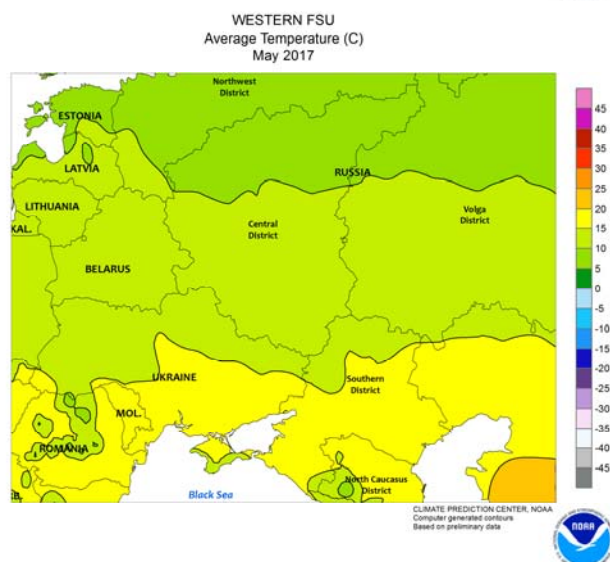 WESTERN FSU
Average Temperature (C)
May 2017
Northwest
District
ESTONIA
LATVIA
RUSSIA
LITHUANIA
KAL.
Central
District
Volga
District
BELARUS
UKRAINE
Southern
District
MOL.
ROMANIA
North Caucasus
District
Black Sea
45
40
35
30
25
20
15
10
5
0
-5
-10
-15
-20
-25
-30
-35
-40
-45
CLIMATE PREDICTION CENTER, NOAA
Computer generated contours
Based on preliminary data
NOAA